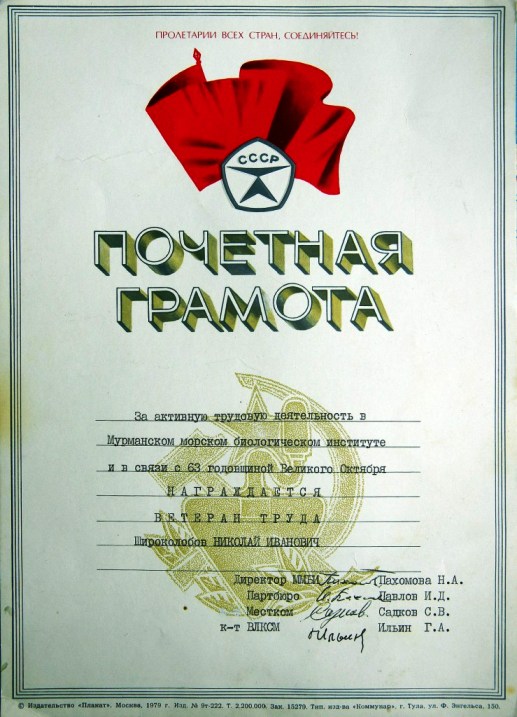 ПРОЛЕТАРИИ ВСЕХ СТРАН, СОЕДИНЯЙТЕСЬ!
СССР
ПОЧЕТНАЯ
ГРАМОТА
За активную трудовую деятельность в
Мурманском морском биологическом институте
и в связи с 63 годовщиной Великого Октября
НАГРАЖДАЕТСЯ
ВЕТЕРАН ТРУДА
Широколобов НИКОЛАЙ ИВАНОВИЧ
Директор ММБИ Пахомова Н.А.
Партбюро Павлов И.Д.
Местком Садков С.В.
к-т ВЛКСМ Ильин Г.А.
© Издательство «Плакат». Москва, 1979 г. Изд. № 9т-222. Т. 2.200.000. Зак. 15279. Тип. изд-ва «Коммунар», г. Тула, ул. Ф. Энгельса, 150.